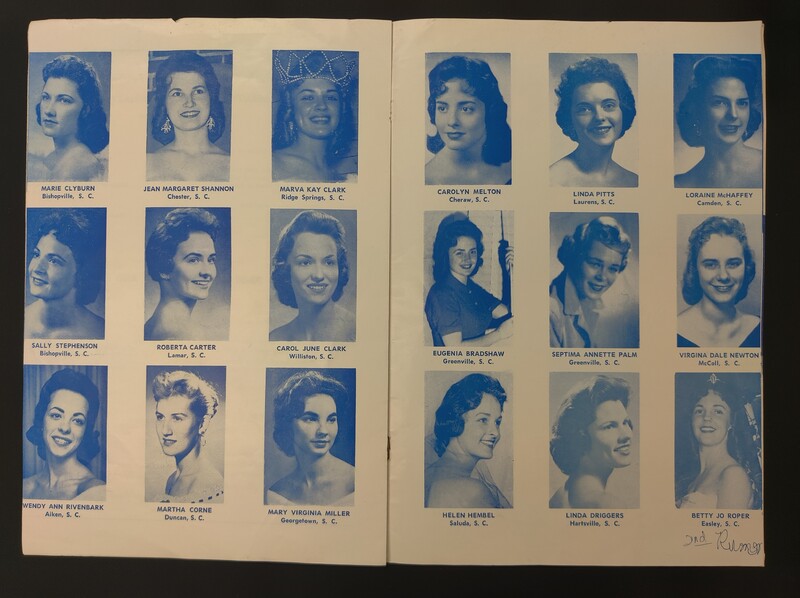 MARIE CLYBURN
Bishopville, S. C.
JEAN MARGARET SHANNON
Chester, S. C.
MARVA KAY CLARK
Ridge Springs, S. C.
SALLY STEPHENSON
Bishopville, S. C.
ROBERTA CARTER
Lamar, S. C.
CAROL JUNE CLARK
Williston, S. C.
WENDY ANN RIVENBARK
Aiken, S. C.
MARTHA CORNE
Duncan, S. C.
MARY VIRGINIA MILLER
Georgetown, S. C.
CAROLYN MELTON
Cheraw, S. C.
LINDA PITTS
Laurens, S. C.
LORAINE McHAFFEY
Camden, S. C.
EUGENIA BRADSHAW
Greenville, S. C.
SEPTIMA ANNETTE PALM
Greenville, S. C.
VIRGINA DALE NEWTON
McColl, S. C.
HELEN HEMBEL
Saluda, S. C.
LINDA DRIGGERS
Hartsville, S. C.
BETTY JO ROPER
Easley, S. C.
2nd